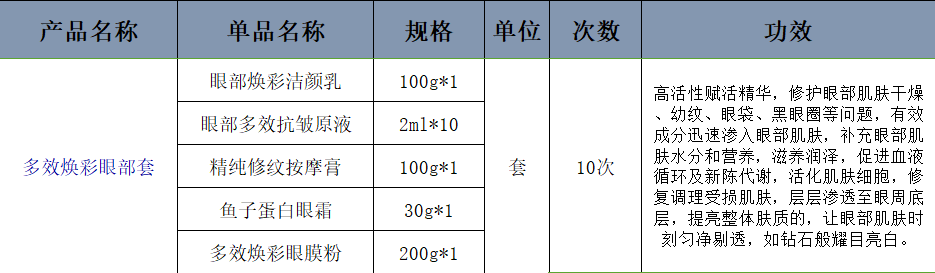 产品名称 单品名称 规格 单位 次数 功效
多效焕彩眼部套
眼部焕彩洁颜乳 100g*1
眼部多效抗皱原液 2ml*10
精纯修纹按摩膏 100g*1
鱼子蛋白眼霜 30g*1
多效焕彩眼膜粉 200g*1
套
10次
高活性赋活精华，修护眼部肌肤干燥
、幼纹、眼袋、黑眼圈等问题，有效
成分迅速渗入眼部肌肤，补充眼部肌
肤水分和营养，滋养润泽，促进血液
循环及新陈代谢，活化肌肤细胞，修
复调理受损肌肤，层层渗透至眼周底
层，提亮整体肤质的，让眼部肌肤时
刻匀净剔透，如钻石般耀目亮白。